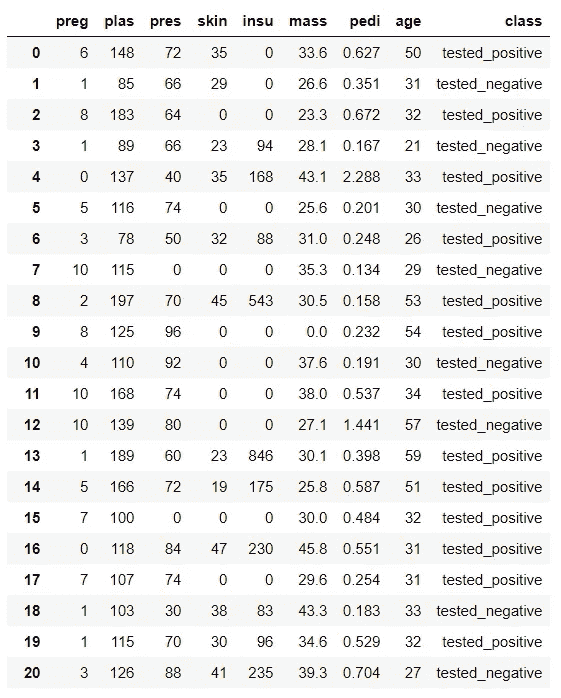 preg plas pres skin insu mass pedi age class
0 6 148 72 35 0 33.6 0.627 50 tested_positive
1 1 85 66 29 0 26.6 0.351 31 tested_negative
2 8 183 64 0 0 23.3 0.672 32 tested_positive
3 1 89 66 23 94 28.1 0.167 21 tested_negative
4 0 137 40 35 168 43.1 2.288 33 tested_positive
5 5 116 74 0 0 25.6 0.201 30 tested_negative
6 3 78 50 32 88 31.0 0.248 26 tested_positive
7 10 115 0 0 0 35.3 0.134 29 tested_negative
8 2 197 70 45 543 30.5 0.158 53 tested_positive
9 8 125 96 0 0 0.0 0.232 54 tested_positive
10 4 110 92 0 0 37.6 0.191 30 tested_negative
11 10 168 74 0 0 38.0 0.537 34 tested_positive
12 10 139 80 0 0 27.1 1.441 57 tested_negative
13 1 189 60 23 846 30.1 0.398 59 tested_positive
14 5 166 72 19 175 25.8 0.587 51 tested_positive
15 7 100 0 0 0 30.0 0.484 32 tested_positive
16 0 118 84 47 230 45.8 0.551 31 tested_positive
17 7 107 74 0 0 29.6 0.254 31 tested_positive
18 1 103 30 38 83 43.3 0.183 33 tested_negative
19 1 115 70 30 96 34.6 0.529 32 tested_positive
20 3 126 88 41 235 39.3 0.704 27 tested_negative